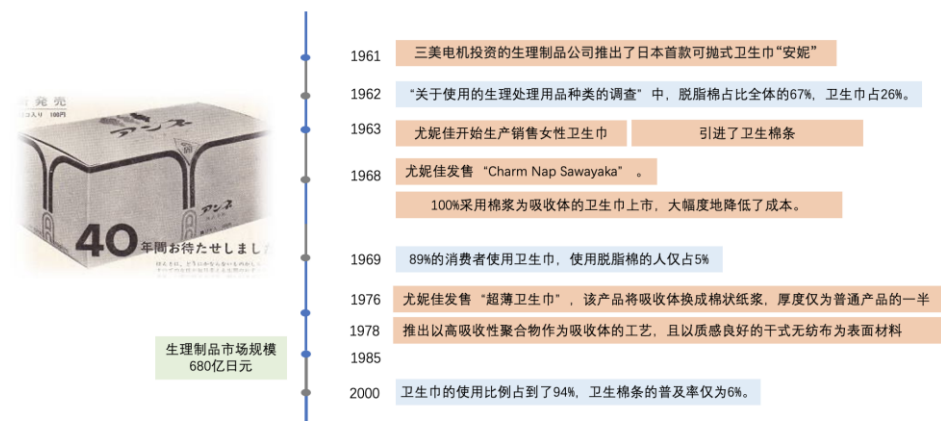 発売
コ入り 100円
アンネ
アンネ
40年間お待たせしました
1961 三美电机投资的生理制品公司推出了日本首款可抛式卫生巾“安妮”
1962 “关于使用的生理处理用品种类的调查”中，脱脂棉占比全体的67%，卫生巾占26%。
1963 尤妮佳开始生产销售女性卫生巾 引进了卫生棉条
1968 尤妮佳发售 “Charm Nap Sawayaka” 。
100%采用棉浆为吸收体的卫生巾上市，大幅度地降低了成本。
1969 89%的消费者使用卫生巾，使用脱脂棉的人仅占5%
1976 尤妮佳发售“超薄卫生巾”，该产品将吸收体换成棉状纸浆，厚度仅为普通产品的一半
1978 推出以高吸收性聚合物作为吸收体的工艺，且以质感良好的干式无纺布为表面材料
生理制品市场规模
680亿日元
1985
2000 卫生巾的使用比例占到了94%，卫生棉条的普及率仅为6%。